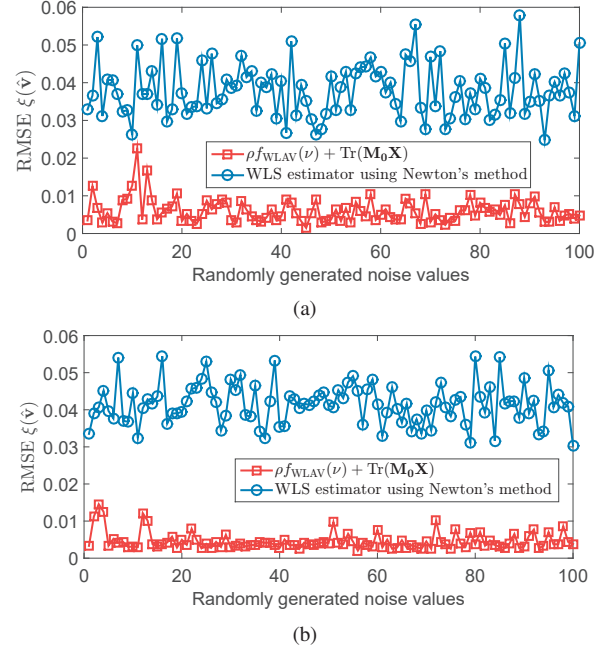 0.06
0.05
0.04
0.03
0.02
0.01
0
RMSE ξ(v̂)
ρf_WLAV(ν) + Tr(M₀X)
WLS estimator using Newton's method
0 20 40 60 80 100
Randomly generated noise values
(a)
0.06
0.05
0.04
0.03
0.02
0.01
0
RMSE ξ(v̂)
ρf_WLAV(ν) + Tr(M₀X)
WLS estimator using Newton's method
0 20 40 60 80 100
Randomly generated noise values
(b)